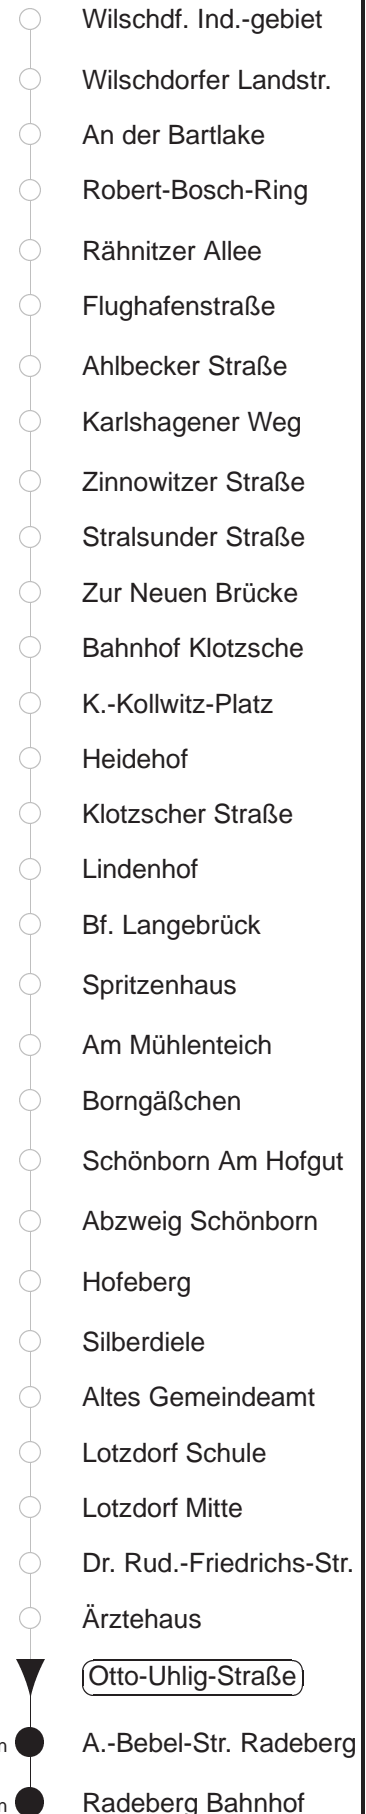 Wilschdf. Ind.-gebiet
Wilschdorfer Landstr.
An der Bartlake
Robert-Bosch-Ring
Rähnitzer Allee
Flughafenstraße
Ahlbecker Straße
Karlshagener Weg
Zinnowitzer Straße
Stralsunder Straße
Zur Neuen Brücke
Bahnhof Klotzsche
K.-Kollwitz-Platz
Heidehof
Klotzscher Straße
Lindenhof
Bf. Langebrück
Spritzenhaus
Am Mühlenteich
Borngäßchen
Schönborn Am Hofgut
Abzweig Schönborn
Hofeberg
Silberdiele
Altes Gemeindeamt
Lotzdorf Schule
Lotzdorf Mitte
Dr. Rud.-Friedrichs-Str.
Ärztehaus
Otto-Uhlig-Straße
A.-Bebel-Str. Radeberg
Radeberg Bahnhof